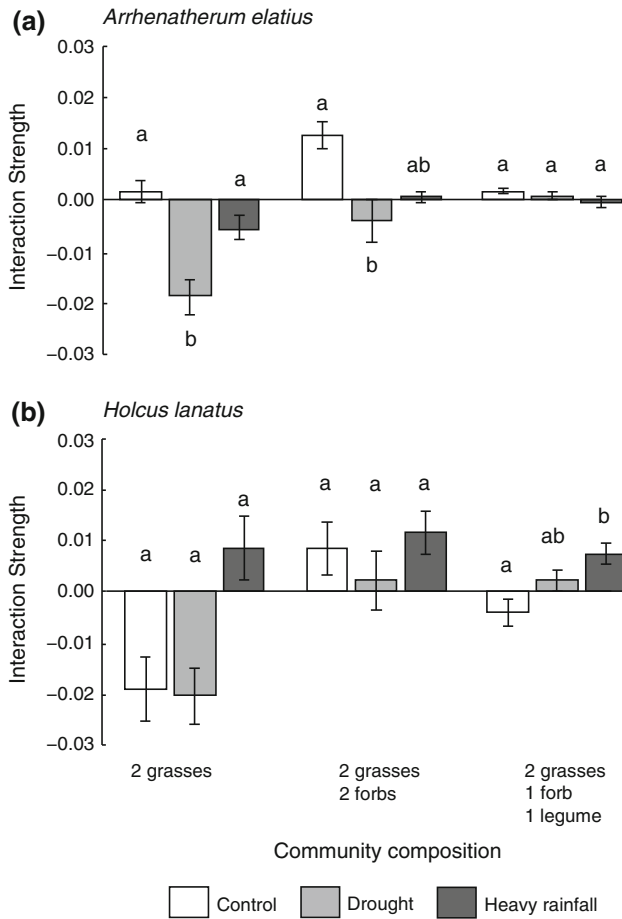 (a) Arrhenatherum elatius
0.03
0.02
0.01
0.00
−0.01
−0.02
−0.03
Interaction Strength
a
b
a
a
b
ab
a
a
a
(b) Holcus lanatus
0.03
0.02
0.01
0.00
−0.01
−0.02
−0.03
Interaction Strength
a
a
a
a
a
a
a
ab
b
2 grasses
2 grasses
2 forbs
2 grasses
1 forb
1 legume
Community composition
Control
Drought
Heavy rainfall